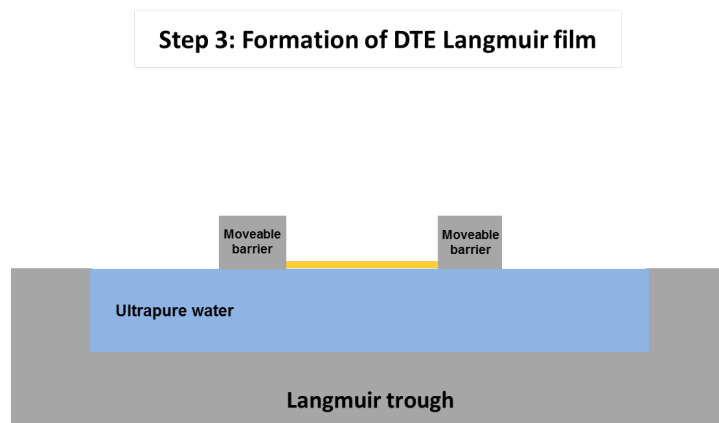 Step 3: Formation of DTE Langmuir film
Moveable
barrier
Moveable
barrier
Ultrapure water
Langmuir trough